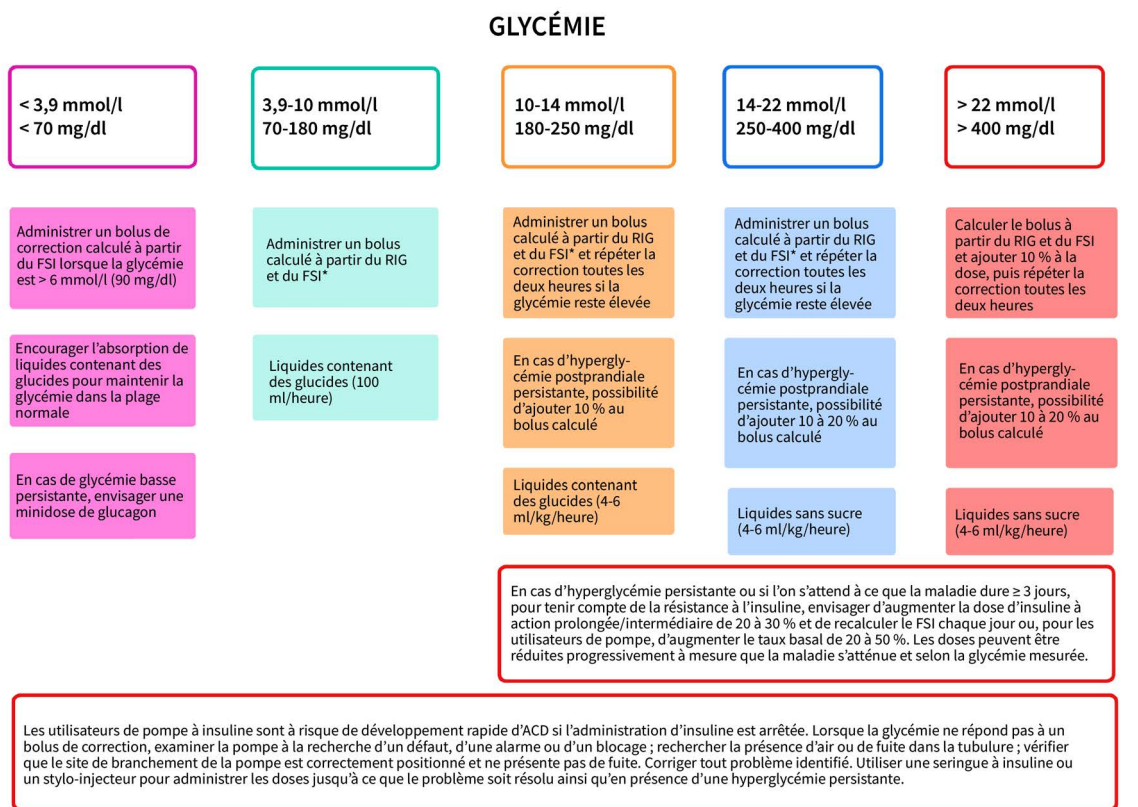 GLYCÉMIE
< 3,9 mmol/l
< 70 mg/dl
3,9-10 mmol/l
70-180 mg/dl
10-14 mmol/l
180-250 mg/dl
14-22 mmol/l
250-400 mg/dl
> 22 mmol/l
> 400 mg/dl
Administrer un bolus de
correction calculé à partir
du FSI lorsque la glycémie
est > 6 mmol/l (90 mg/dl)
Administrer un bolus
calculé à partir du RIG
et du FSI*
Administrer un bolus
calculé à partir du RIG
et du FSI* et répéter la
correction toutes les
deux heures si la
glycémie reste élevée
Administrer un bolus
calculé à partir du RIG
et du FSI* et répéter la
correction toutes les
deux heures si la
glycémie reste élevée
Calculer le bolus à
partir du RIG et du FSI
et ajouter 10 % à la
dose, puis répéter la
correction toutes les
deux heures
Encourager l’absorption de
liquides contenant des
glucides pour maintenir la
glycémie dans la plage
normale
Liquides contenant
des glucides (100
ml/heure)
En cas d’hypergly-
cémie postprandiale
persistante, possibilité
d’ajouter 10 % au
bolus calculé
En cas d’hypergly-
cémie postprandiale
persistante, possibilité
d’ajouter 10 à 20 % au
bolus calculé
En cas d’hypergly-
cémie postprandiale
persistante, possibilité
d’ajouter 10 à 20 % au
bolus calculé
En cas de glycémie basse
persistante, envisager une
minidose de glucagon
Liquides contenant
des glucides (4-6
ml/kg/heure)
Liquides sans sucre
(4-6 ml/kg/heure)
Liquides sans sucre
(4-6 ml/kg/heure)
En cas d’hyperglycémie persistante ou si l’on s’attend à ce que la maladie dure ≥ 3 jours,
pour tenir compte de la résistance à l’insuline, envisager d’augmenter la dose d’insuline à
action prolongée/intermédiaire de 20 à 30 % et de recalculer le FSI chaque jour ou, pour les
utilisateurs de pompe, d’augmenter le taux basal de 20 à 50 %. Les doses peuvent être
réduites progressivement à mesure que la maladie s’atténue et selon la glycémie mesurée.
Les utilisateurs de pompe à insuline sont à risque de développement rapide d’ACD si l’administration d’insuline est arrêtée. Lorsque la glycémie ne répond pas à un
bolus de correction, examiner la pompe à la recherche d’un défaut, d’une alarme ou d’un blocage ; rechercher la présence d’air ou de fuite dans la tubulure ; vérifier
que le site de branchement de la pompe est correctement positionné et ne présente pas de fuite. Corriger tout problème identifié. Utiliser une seringue à insuline ou
un stylo-injecteur pour administrer les doses jusqu’à ce que le problème soit résolu ainsi qu’en présence d’une hyperglycémie persistante.